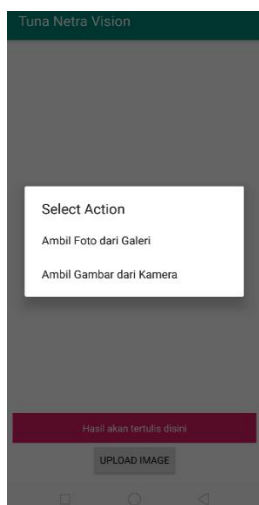 Tuna Netra Vision
Select Action
Ambil Foto dari Galeri
Ambil Gambar dari Kamera
Hasil akan tertulis disini
UPLOAD IMAGE